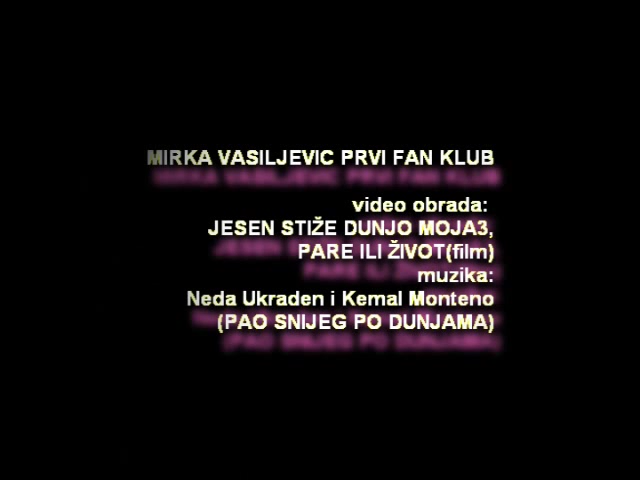 MIRKA VASILJEVIC PRVI FAN KLUB
video obrada:
JESEN STIŽE DUNJO MOJA3,
PARE ILI ŽIVOT(film)
muzika:
Neda Ukraden i Kemal Monteno
(PAO SNIJEG PO DUNJAMA)